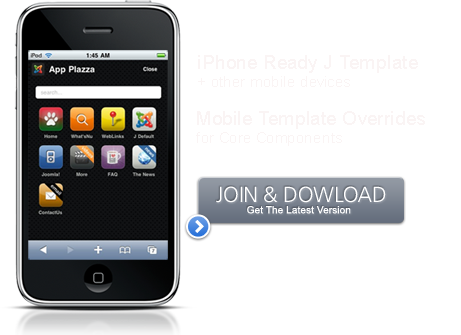 iPod
1:45 AM
App Plazza
Close
search...
Home
What'sNu
WebLinks
J Default
Joomla!
More
FAQ
The News
ContactUs
iPhone Ready J Template
+ other mobile devices
Mobile Template Overrides
for Core Components
JOIN & DOWLOAD
Get The Latest Version